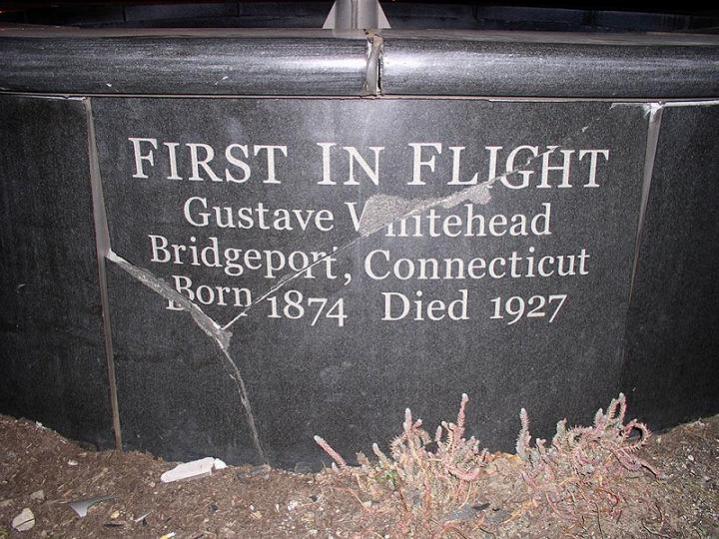 FIRST IN FLIGHT
Gustave Whitehead
Bridgeport, Connecticut
Born 1874 Died 1927